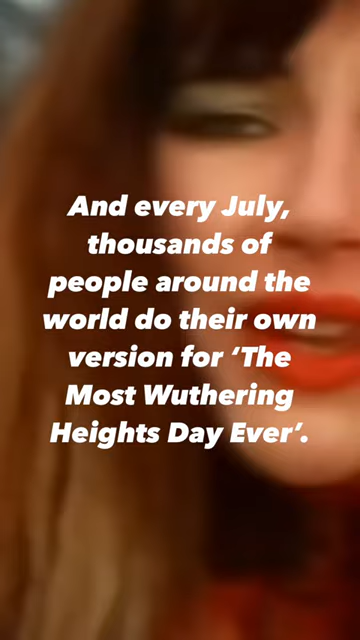 And every July,
thousands of
people around the
world do their own
version for ‘The
Most Wuthering
Heights Day Ever’.